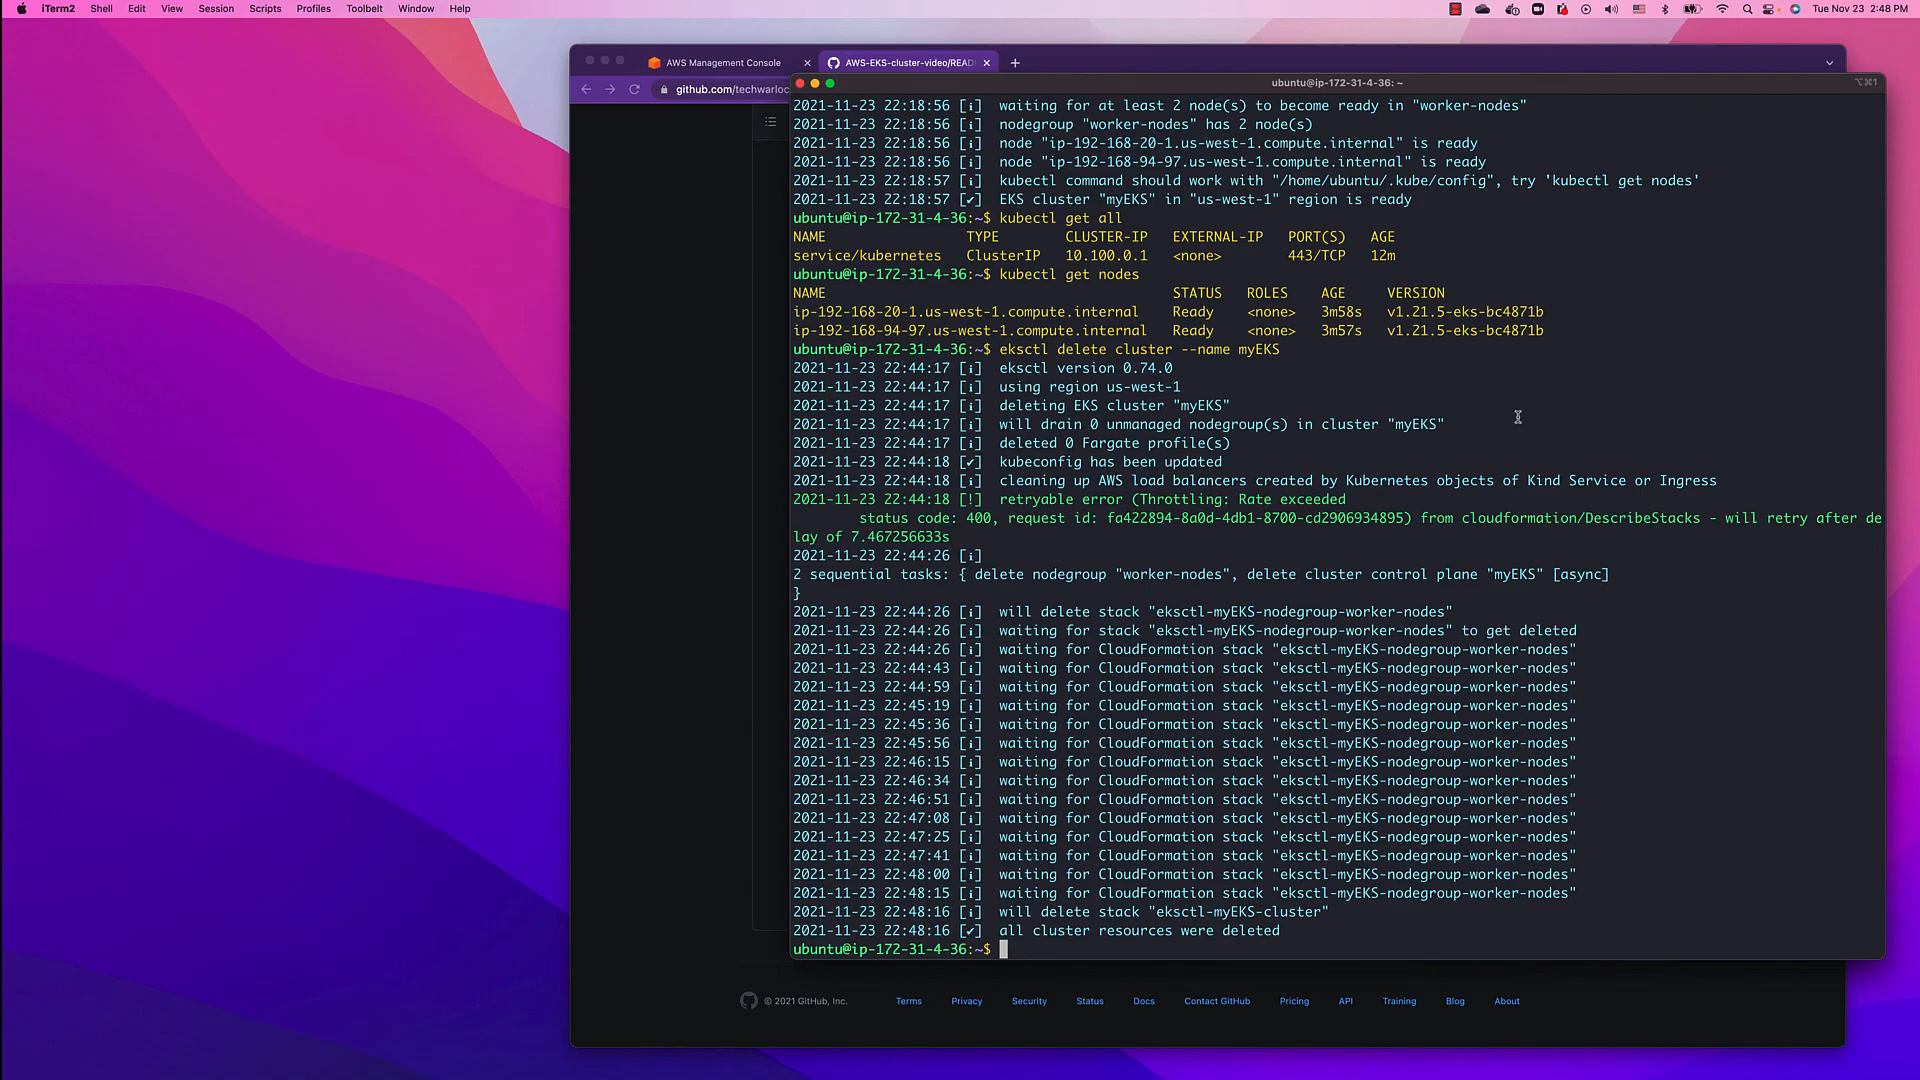 iTerm2 Shell Edit View Session Scripts Profiles Toolbelt Window Help Tue Nov 23 2:48 PM
AWS Management Console AWS-EKS-cluster-video/READ
github.com/techwarloc
ubuntu@ip-172-31-4-36: ~ ⌥⌘1
2021-11-23 22:18:56 [ℹ]  waiting for at least 2 node(s) to become ready in "worker-nodes"
2021-11-23 22:18:56 [ℹ]  nodegroup "worker-nodes" has 2 node(s)
2021-11-23 22:18:56 [ℹ]  node "ip-192-168-20-1.us-west-1.compute.internal" is ready
2021-11-23 22:18:56 [ℹ]  node "ip-192-168-94-97.us-west-1.compute.internal" is ready
2021-11-23 22:18:57 [ℹ]  kubectl command should work with "/home/ubuntu/.kube/config", try 'kubectl get nodes'
2021-11-23 22:18:57 [✔]  EKS cluster "myEKS" in "us-west-1" region is ready
ubuntu@ip-172-31-4-36:~$ kubectl get all
NAME TYPE CLUSTER-IP EXTERNAL-IP PORT(S) AGE
service/kubernetes ClusterIP 10.100.0.1 <none> 443/TCP 12m
ubuntu@ip-172-31-4-36:~$ kubectl get nodes
NAME STATUS ROLES AGE VERSION
ip-192-168-20-1.us-west-1.compute.internal Ready <none> 3m58s v1.21.5-eks-bc4871b
ip-192-168-94-97.us-west-1.compute.internal Ready <none> 3m57s v1.21.5-eks-bc4871b
ubuntu@ip-172-31-4-36:~$ eksctl delete cluster --name myEKS
2021-11-23 22:44:17 [ℹ]  eksctl version 0.74.0
2021-11-23 22:44:17 [ℹ]  using region us-west-1
2021-11-23 22:44:17 [ℹ]  deleting EKS cluster "myEKS"
2021-11-23 22:44:17 [ℹ]  will drain 0 unmanaged nodegroup(s) in cluster "myEKS"
2021-11-23 22:44:17 [ℹ]  deleted 0 Fargate profile(s)
2021-11-23 22:44:18 [✔]  kubeconfig has been updated
2021-11-23 22:44:18 [ℹ]  cleaning up AWS load balancers created by Kubernetes objects of Kind Service or Ingress
2021-11-23 22:44:18 [!]  retryable error (Throttling: Rate exceeded
status code: 400, request id: fa422894-8a0d-4db1-8700-cd2906934895) from cloudformation/DescribeStacks - will retry after de
lay of 7.467256633s
2021-11-23 22:44:26 [ℹ]
2 sequential tasks: { delete nodegroup "worker-nodes", delete cluster control plane "myEKS" [async]
}
2021-11-23 22:44:26 [ℹ]  will delete stack "eksctl-myEKS-nodegroup-worker-nodes"
2021-11-23 22:44:26 [ℹ]  waiting for stack "eksctl-myEKS-nodegroup-worker-nodes" to get deleted
2021-11-23 22:44:26 [ℹ]  waiting for CloudFormation stack "eksctl-myEKS-nodegroup-worker-nodes"
2021-11-23 22:44:43 [ℹ]  waiting for CloudFormation stack "eksctl-myEKS-nodegroup-worker-nodes"
2021-11-23 22:44:59 [ℹ]  waiting for CloudFormation stack "eksctl-myEKS-nodegroup-worker-nodes"
2021-11-23 22:45:19 [ℹ]  waiting for CloudFormation stack "eksctl-myEKS-nodegroup-worker-nodes"
2021-11-23 22:45:36 [ℹ]  waiting for CloudFormation stack "eksctl-myEKS-nodegroup-worker-nodes"
2021-11-23 22:45:56 [ℹ]  waiting for CloudFormation stack "eksctl-myEKS-nodegroup-worker-nodes"
2021-11-23 22:46:15 [ℹ]  waiting for CloudFormation stack "eksctl-myEKS-nodegroup-worker-nodes"
2021-11-23 22:46:34 [ℹ]  waiting for CloudFormation stack "eksctl-myEKS-nodegroup-worker-nodes"
2021-11-23 22:46:51 [ℹ]  waiting for CloudFormation stack "eksctl-myEKS-nodegroup-worker-nodes"
2021-11-23 22:47:08 [ℹ]  waiting for CloudFormation stack "eksctl-myEKS-nodegroup-worker-nodes"
2021-11-23 22:47:25 [ℹ]  waiting for CloudFormation stack "eksctl-myEKS-nodegroup-worker-nodes"
2021-11-23 22:47:41 [ℹ]  waiting for CloudFormation stack "eksctl-myEKS-nodegroup-worker-nodes"
2021-11-23 22:48:00 [ℹ]  waiting for CloudFormation stack "eksctl-myEKS-nodegroup-worker-nodes"
2021-11-23 22:48:15 [ℹ]  waiting for CloudFormation stack "eksctl-myEKS-nodegroup-worker-nodes"
2021-11-23 22:48:16 [ℹ]  will delete stack "eksctl-myEKS-cluster"
2021-11-23 22:48:16 [✔]  all cluster resources were deleted
ubuntu@ip-172-31-4-36:~$
© 2021 GitHub, Inc. Terms Privacy Security Status Docs Contact GitHub Pricing API Training Blog About